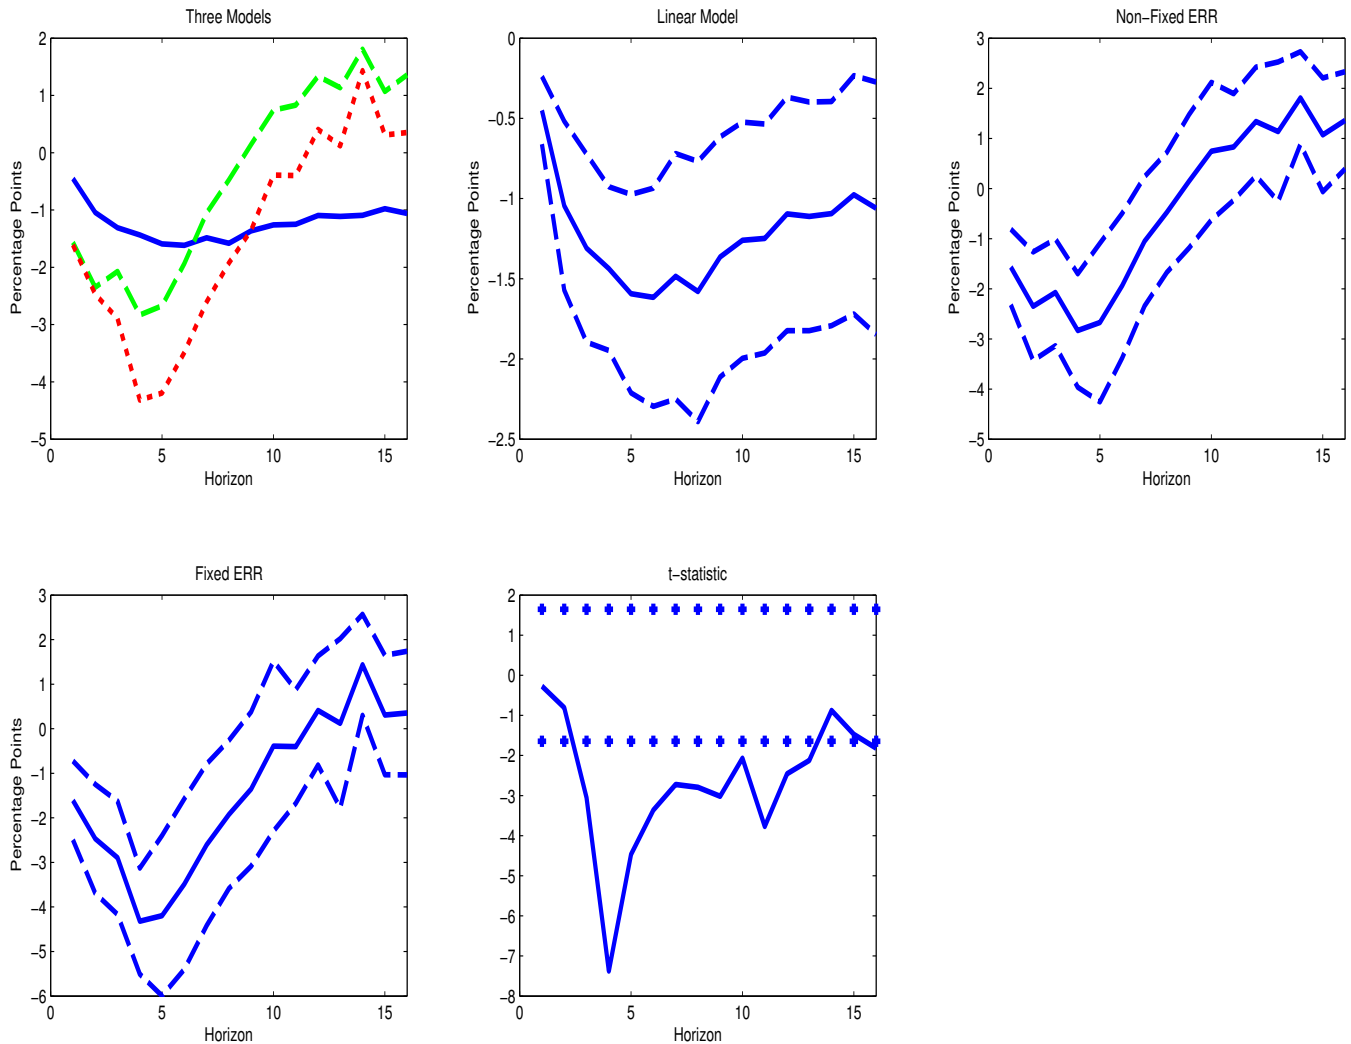 Three Models
2
1
0
−1
−2
−3
−4
−5
0 5 10 15
Horizon
Percentage Points
Linear Model
0
−0.5
−1
−1.5
−2
−2.5
0 5 10 15
Horizon
Percentage Points
Non−Fixed ERR
3
2
1
0
−1
−2
−3
−4
−5
0 5 10 15
Horizon
Percentage Points
Fixed ERR
3
2
1
0
−1
−2
−3
−4
−5
−6
0 5 10 15
Horizon
Percentage Points
t−statistic
2
1
0
−1
−2
−3
−4
−5
−6
−7
−8
0 5 10 15
Horizon